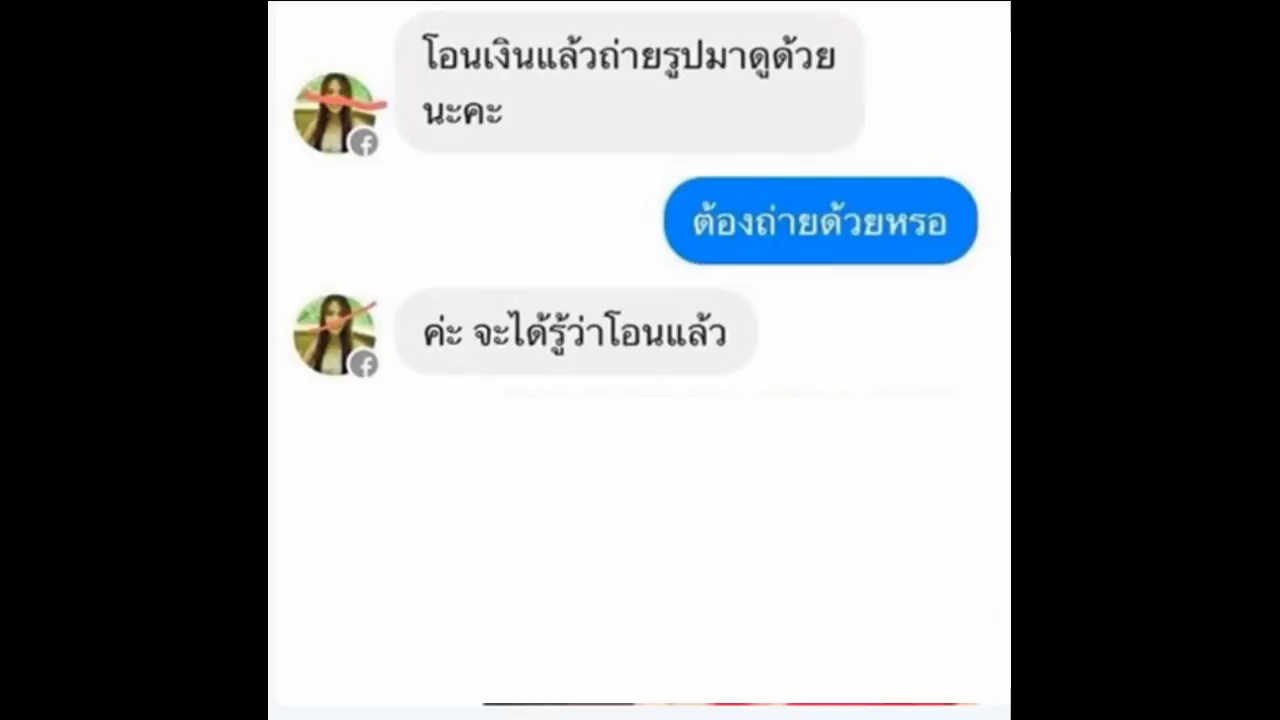 โอนเงินแล้วถ่ายรูปมาดูด้วย
นะคะ
ต้องถ่ายด้วยหรอ
ค่ะ จะได้รู้ว่าโอนแล้ว